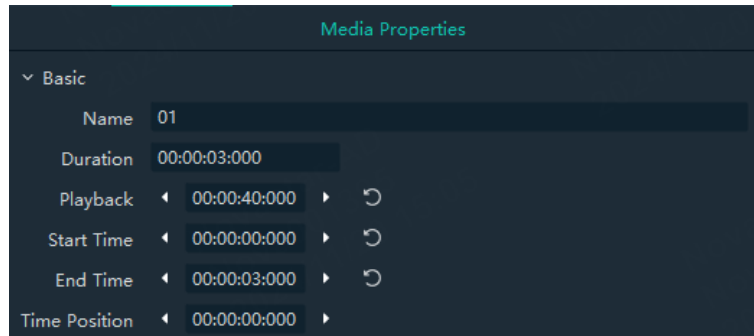 Media Properties
Basic
Name 01
Duration 00:00:03:000
Playback 00:00:40:000
Start Time 00:00:00:000
End Time 00:00:03:000
Time Position 00:00:00:000